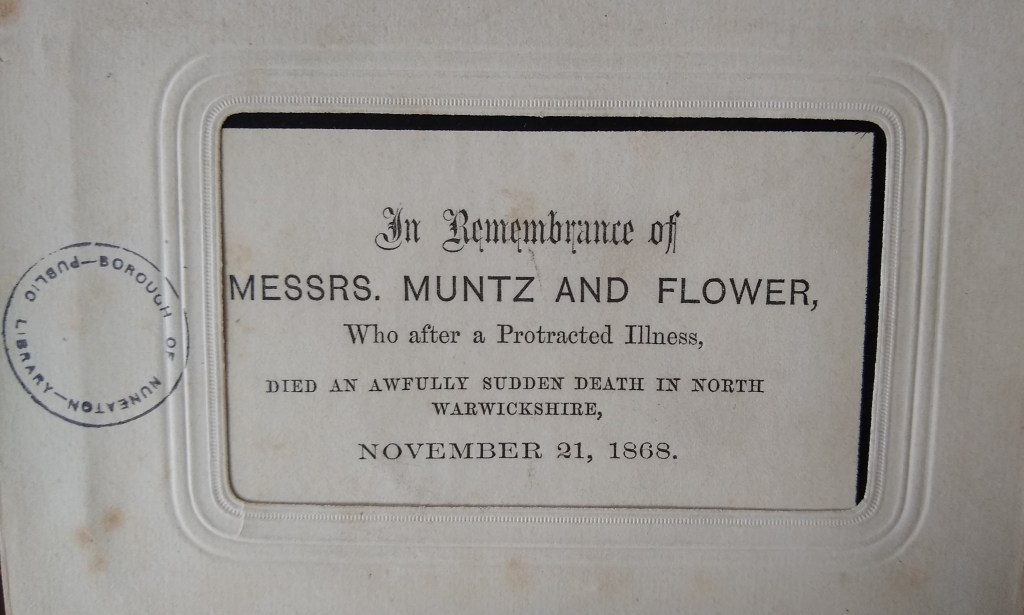 In Remembrance of
MESSRS. MUNTZ AND FLOWER,
Who after a Protracted Illness,
DIED AN AWFULLY SUDDEN DEATH IN NORTH
WARWICKSHIRE,
NOVEMBER 21, 1868.
BOROUGH OF NUNEATON—PUBLIC LIBRARY—